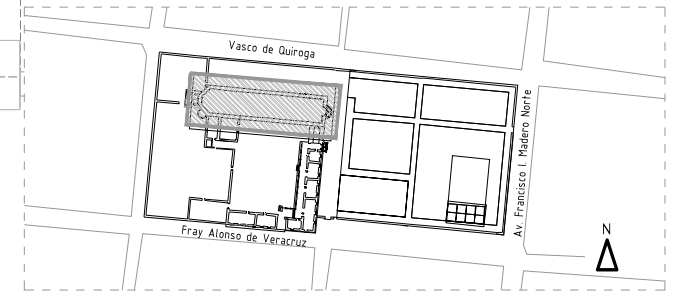 Vasco de Quiroga
Av. Francisco I. Madero Norte
Fray Alonso de Veracruz
N